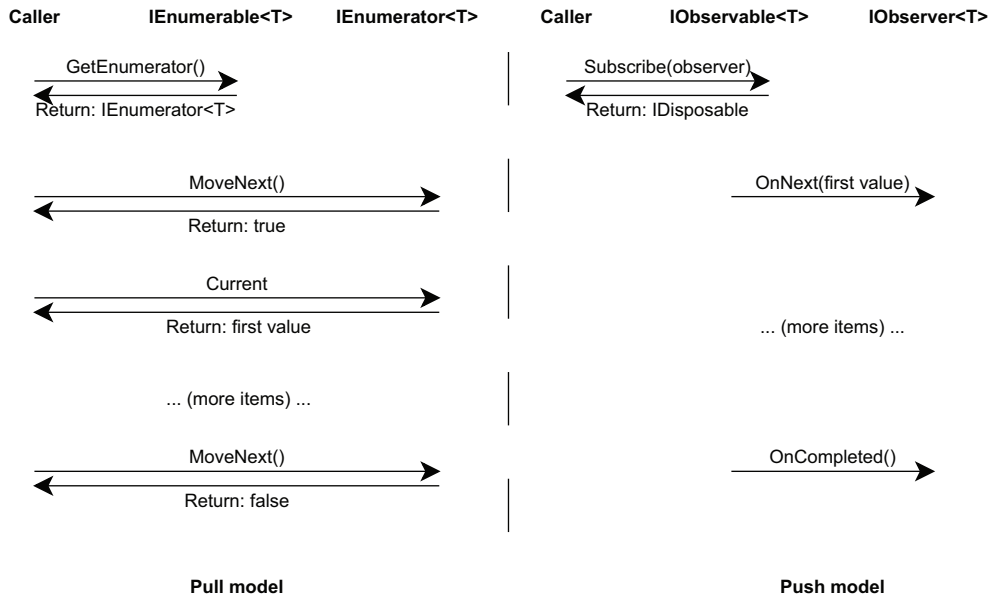 Caller IEnumerable<T> IEnumerator<T> Caller IObservable<T> IObserver<T>
GetEnumerator() Subscribe(observer)
Return: IEnumerator<T> Return: IDisposable
MoveNext() OnNext(first value)
Return: true
Current
Return: first value ... (more items) ...
... (more items) ...
MoveNext() OnCompleted()
Return: false
Pull model Push model